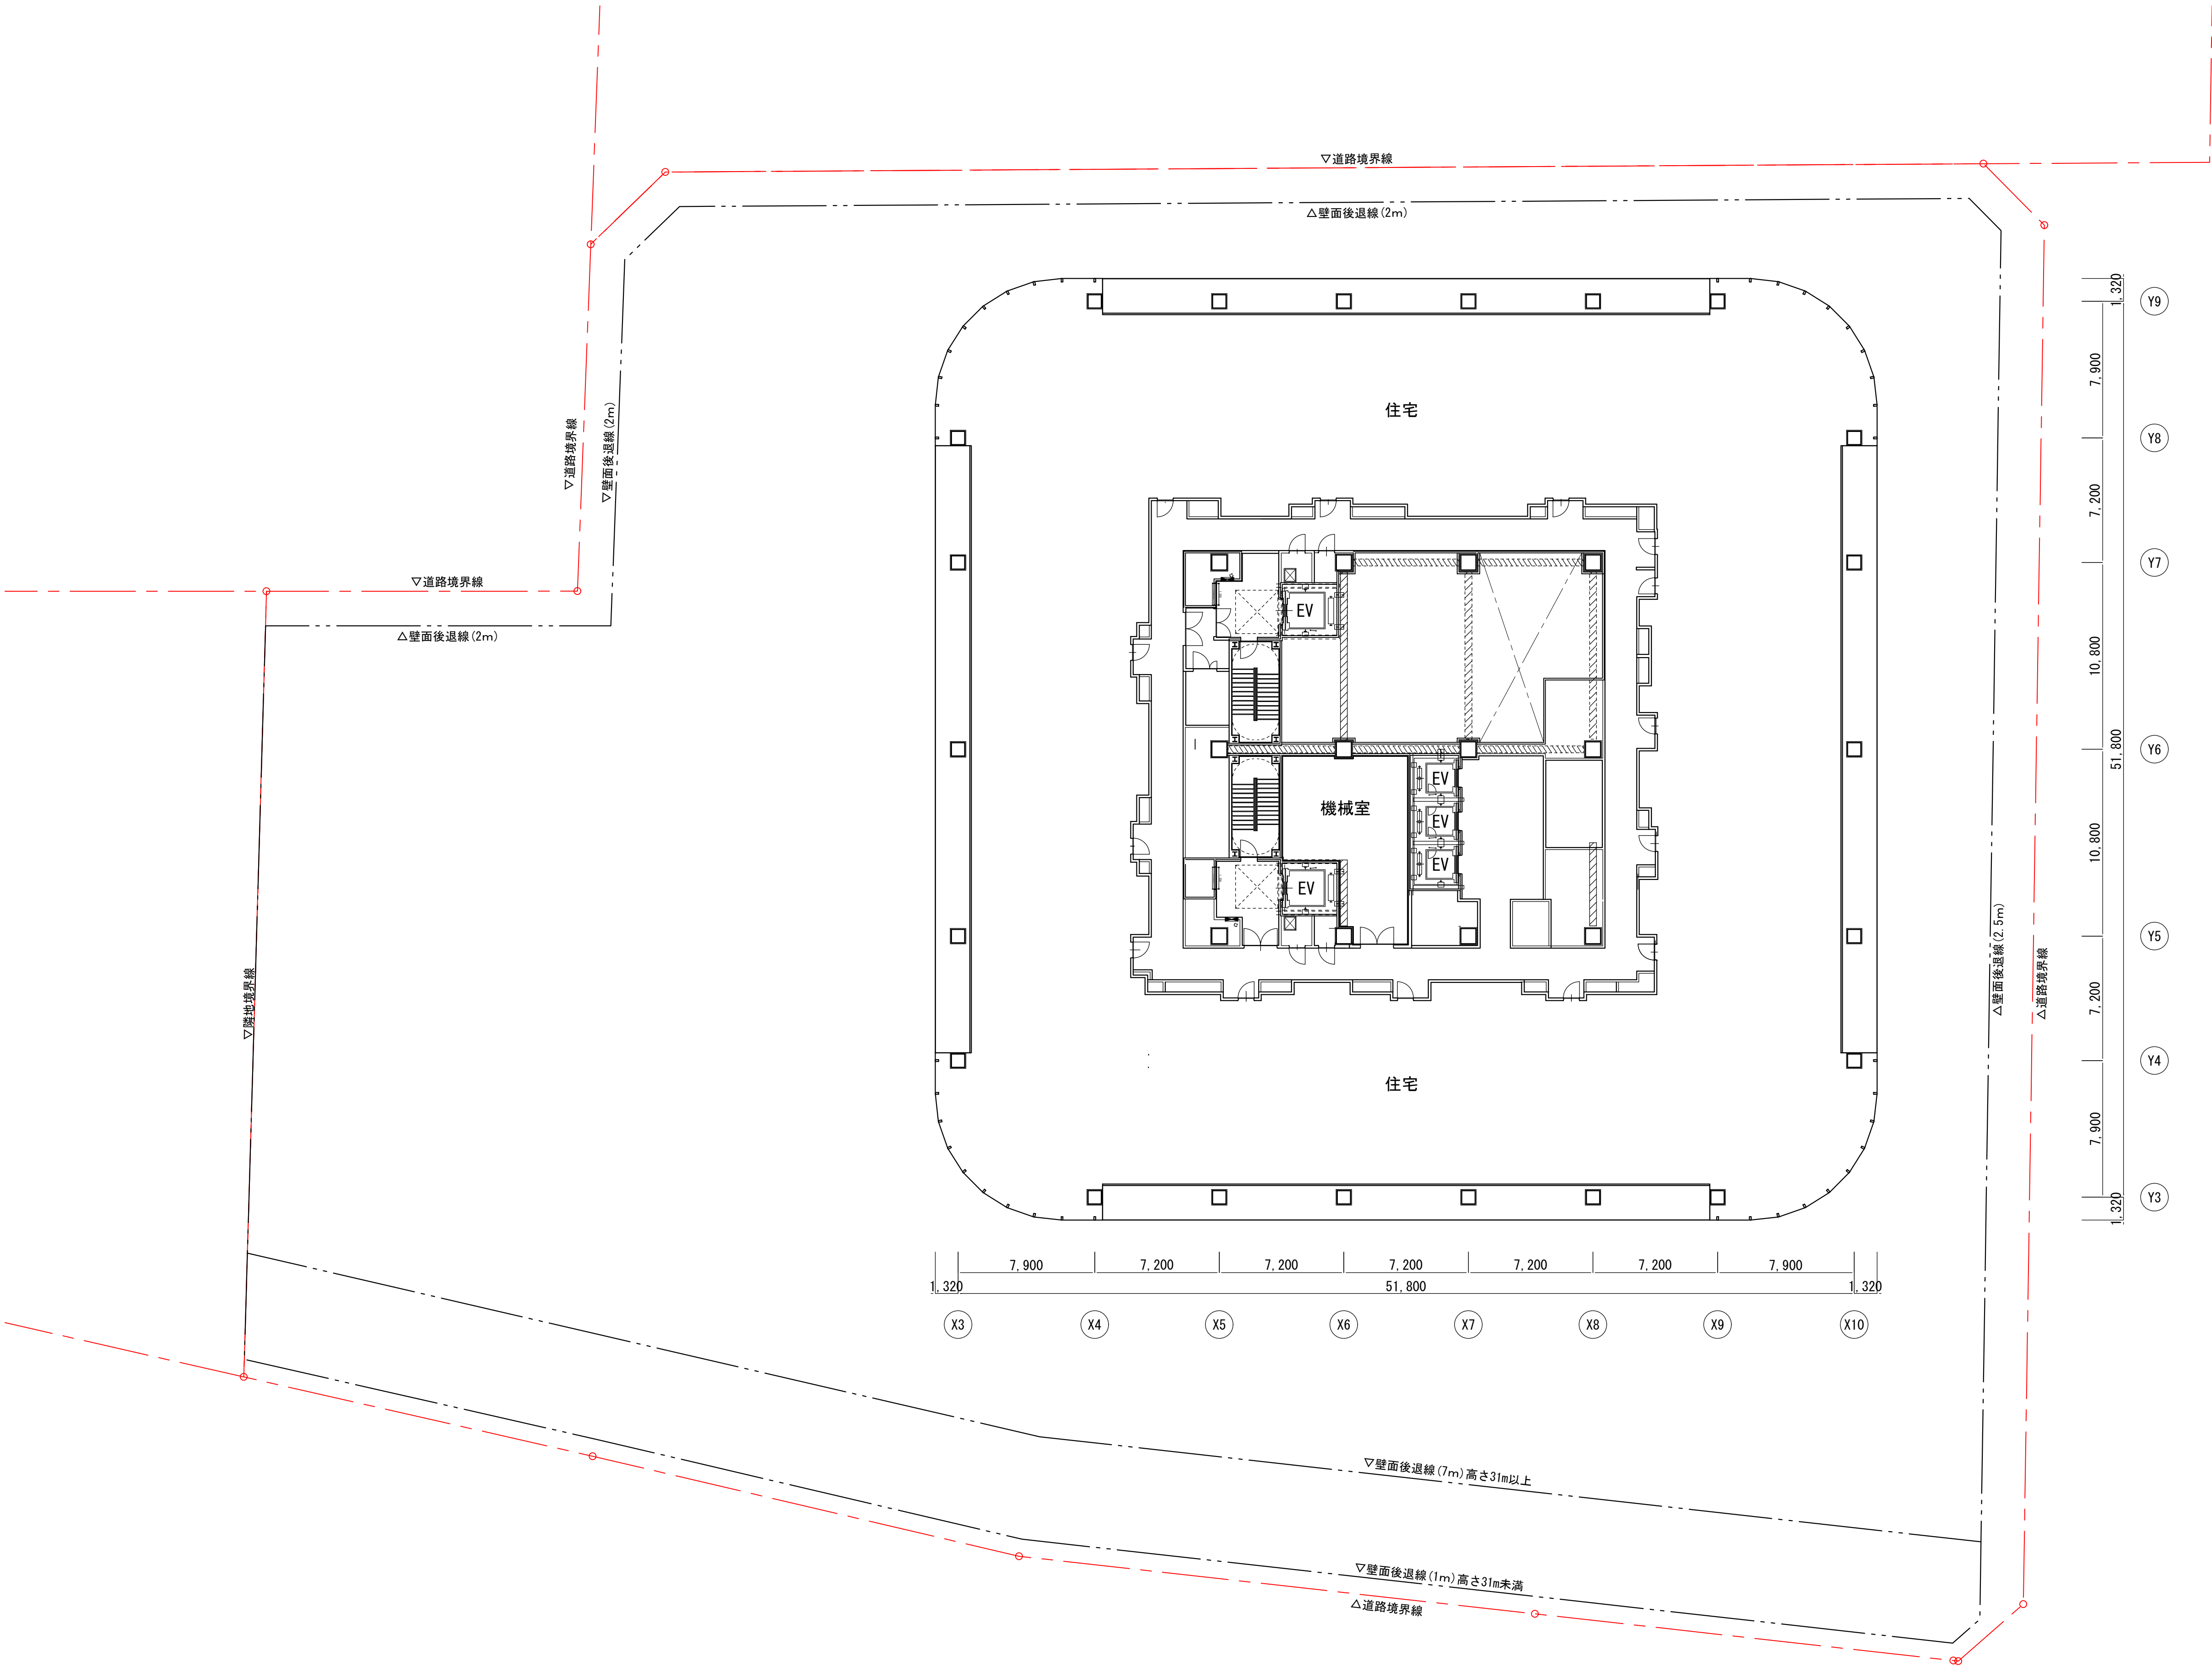 ▽道路境界線
△壁面後退線(2m)
1,320
Y9
7,900
住宅
▽道路境界線
▽壁面後退線(2m)
Y8
7,200
Y7
▽道路境界線
△壁面後退線(2m)
EV
10,800
51,800
Y6
EV
機械室
EV
EV
EV
10,800
Y5
△壁面後退線(2.5m)
△道路境界線
▽隣地境界線
7,200
Y4
住宅
7,900
Y3
1,320
7,900
7,200
7,200
7,200
7,200
7,200
7,900
1,320
51,800
1,320
X3
X4
X5
X6
X7
X8
X9
X10
▽壁面後退線(7m)高さ31m以上
▽壁面後退線(1m)高さ31m未満
△道路境界線